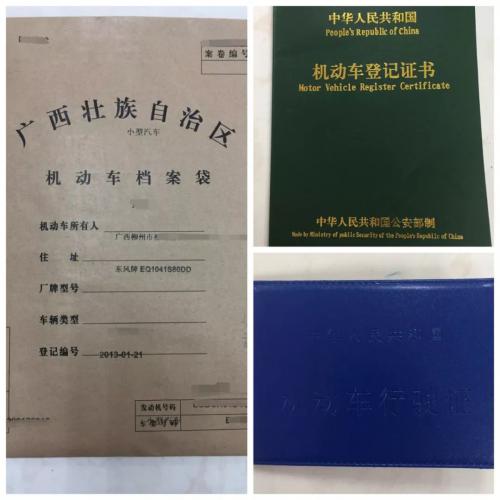 案卷编号
广西壮族自治区
小型汽车
机动车档案袋
机动车所有人
广西柳州市
住 址
东风牌 EQ1041S80DD
厂牌型号
车辆类型
登记编号 2013-01-21
发动机号码
中华人民共和国
People's Republic of China
机动车登记证书
Motor Vehicle Register Certificate
中华人民共和国公安部制
Made by Ministry of public Security of the People's Republic of China
中华人民共和国
机动车行驶证